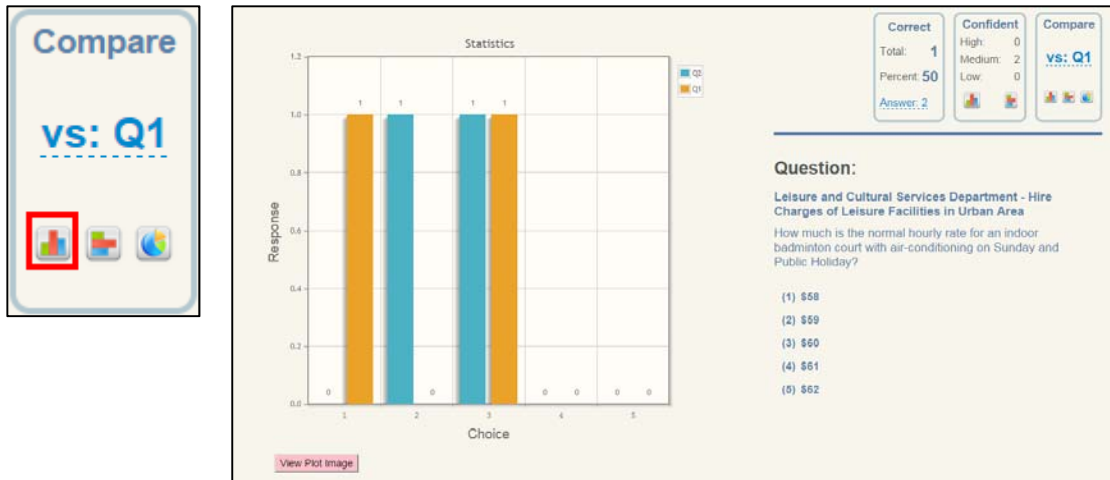 Compare
vs: Q1
Statistics
1.2
1.0
0.8
0.6
0.4
0.2
0.0
Response
0 1 1 0 1 1 0 0 0 0
1 2 3 4 5
Choice
Q2
Q1
View Plot Image
Correct
Total: 1
Percent: 50
Answer: 2
Confident
High: 0
Medium: 2
Low: 0
Compare
vs: Q1
Question:
Leisure and Cultural Services Department - Hire
Charges of Leisure Facilities in Urban Area
How much is the normal hourly rate for an indoor
badminton court with air-conditioning on Sunday and
Public Holiday?
(1) $58
(2) $59
(3) $60
(4) $61
(5) $62